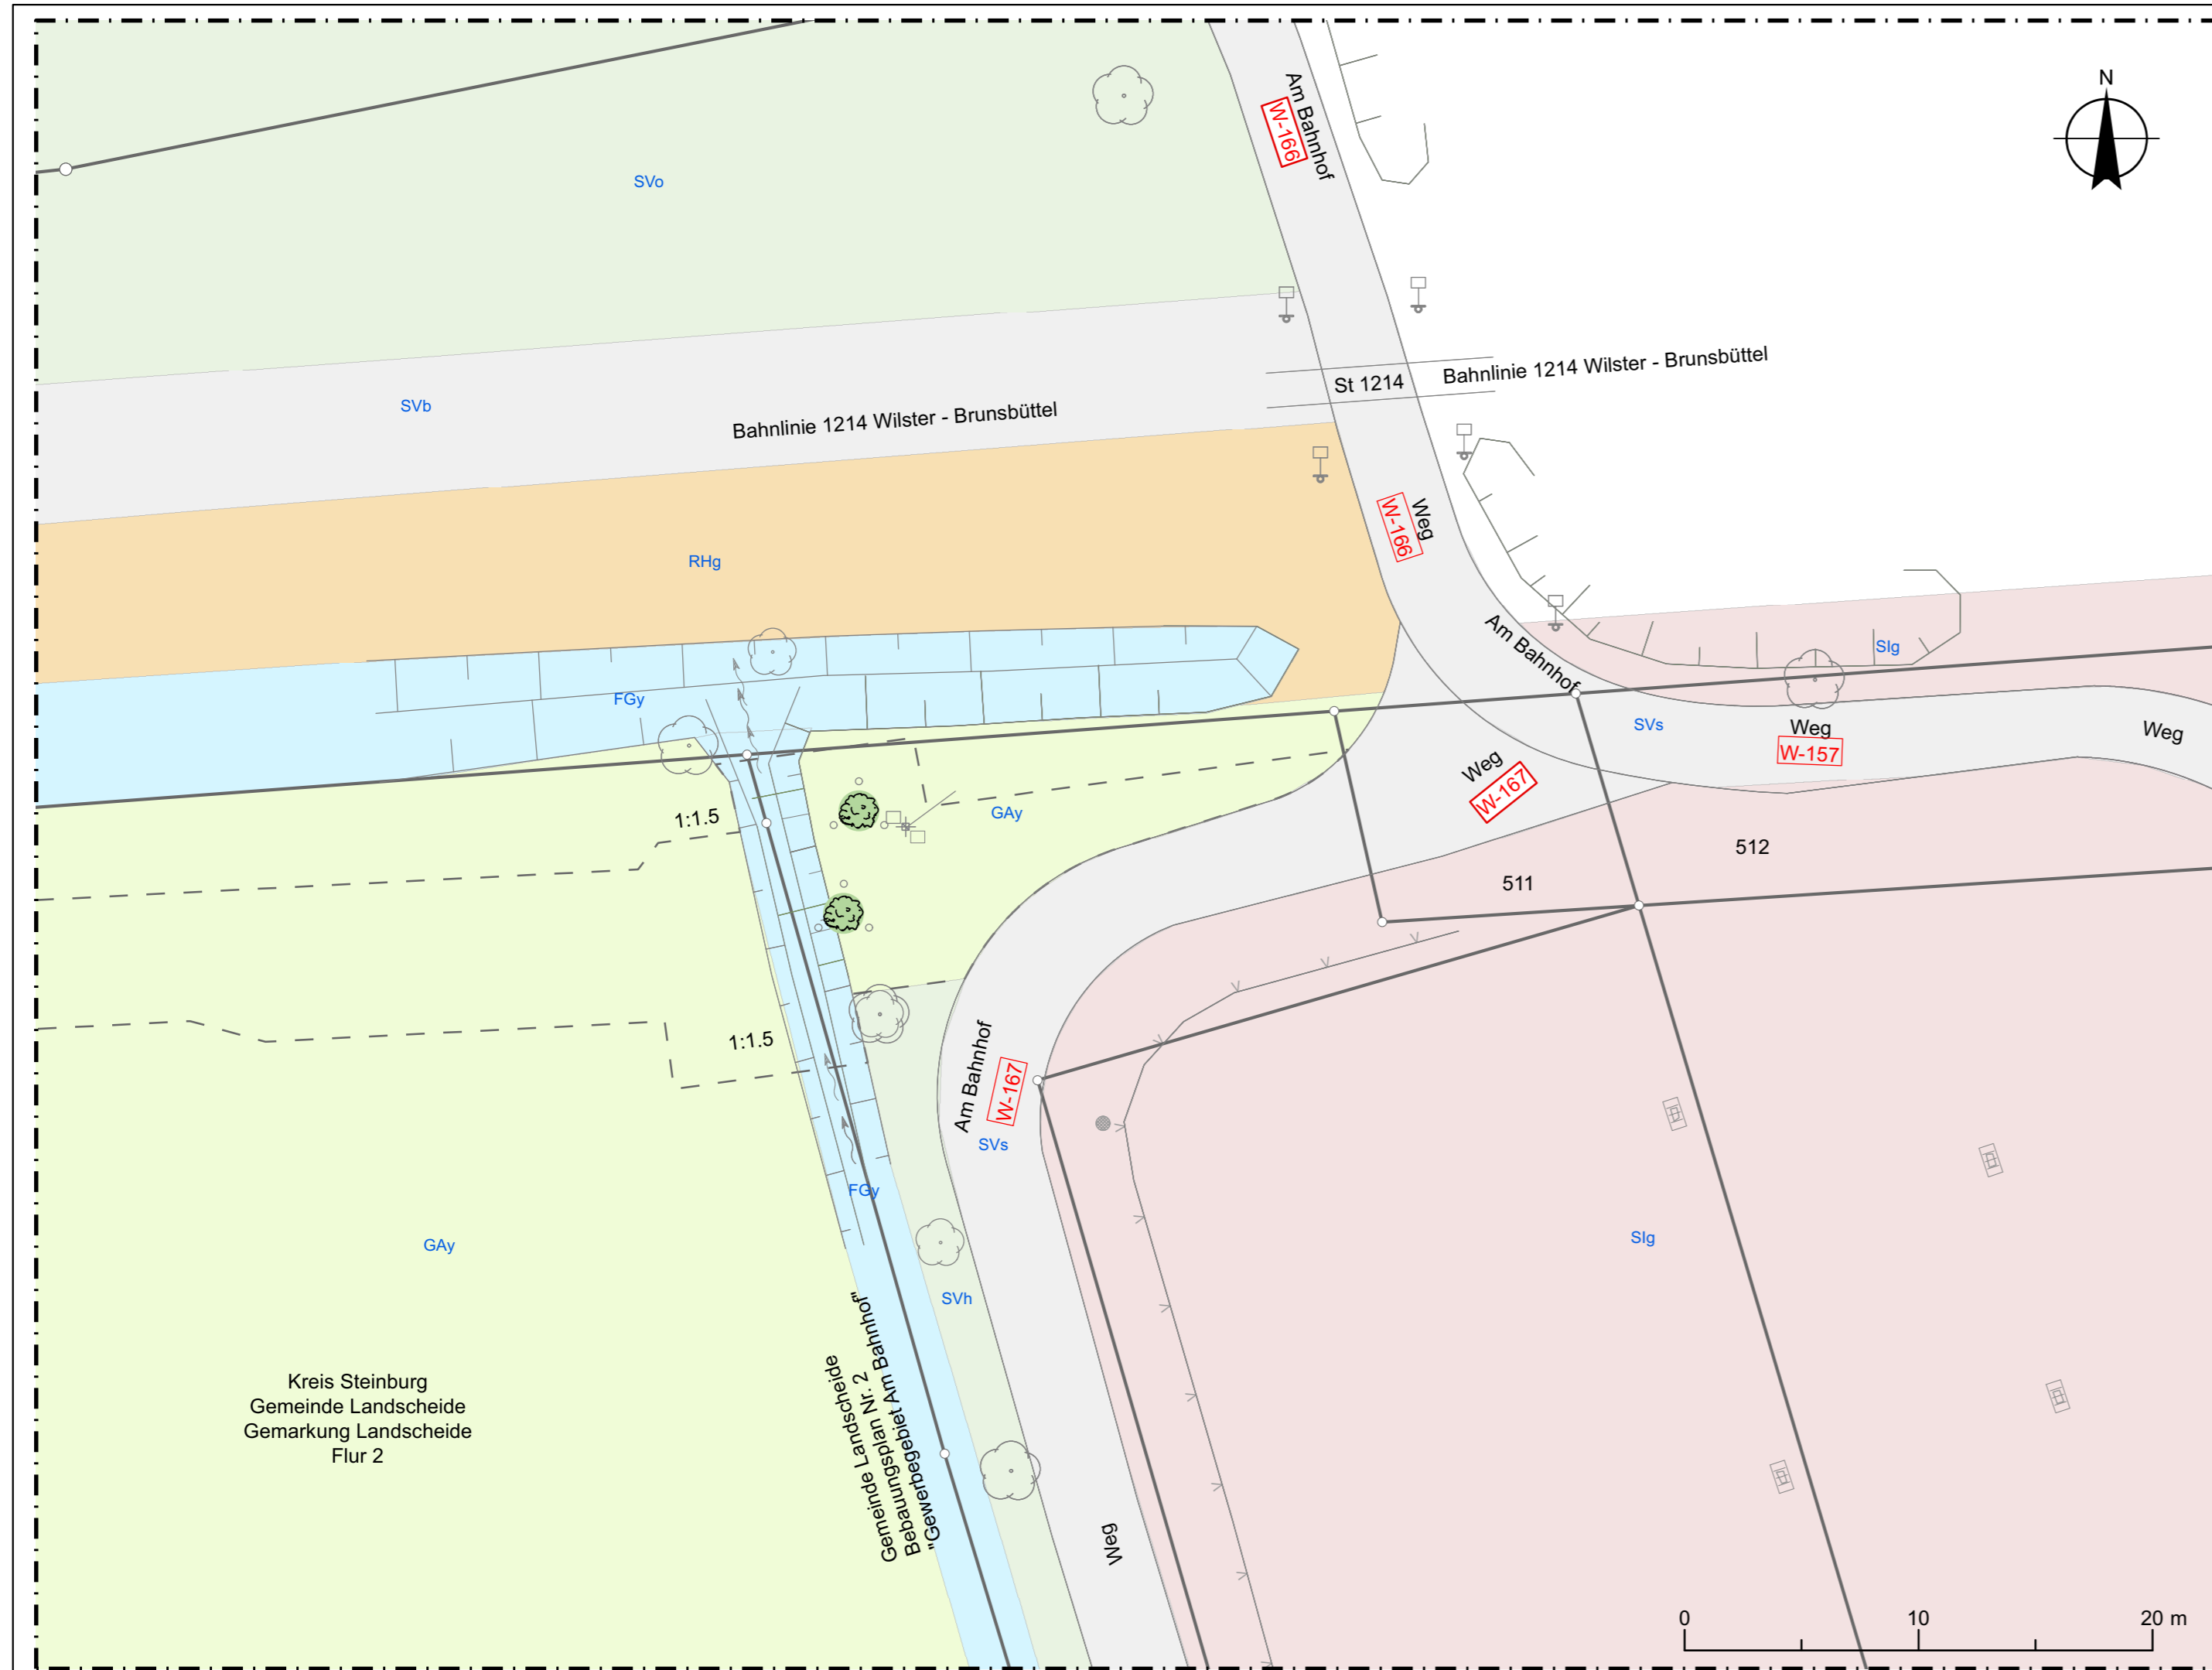 Am Bahnhof
W-166
N
SVo
St 1214
Bahnlinie 1214 Wilster - Brunsbüttel
SVb
Bahnlinie 1214 Wilster - Brunsbüttel
Weg
W-166
RHg
Am Bahnhof
SIg
FGy
SVs
Weg
W-157
Weg
Weg
W-167
1:1.5
GAy
512
511
1:1.5
Am Bahnhof
W-167
SVs
FGy
GAy
SIg
SVh
Kreis Steinburg
Gemeinde Landscheide
Gemarkung Landscheide
Flur 2
Gemeinde Landscheide
Bebauungsplan Nr. 2
"Gewerbegebiet Am Bahnhof"
Weg
0 10 20 m